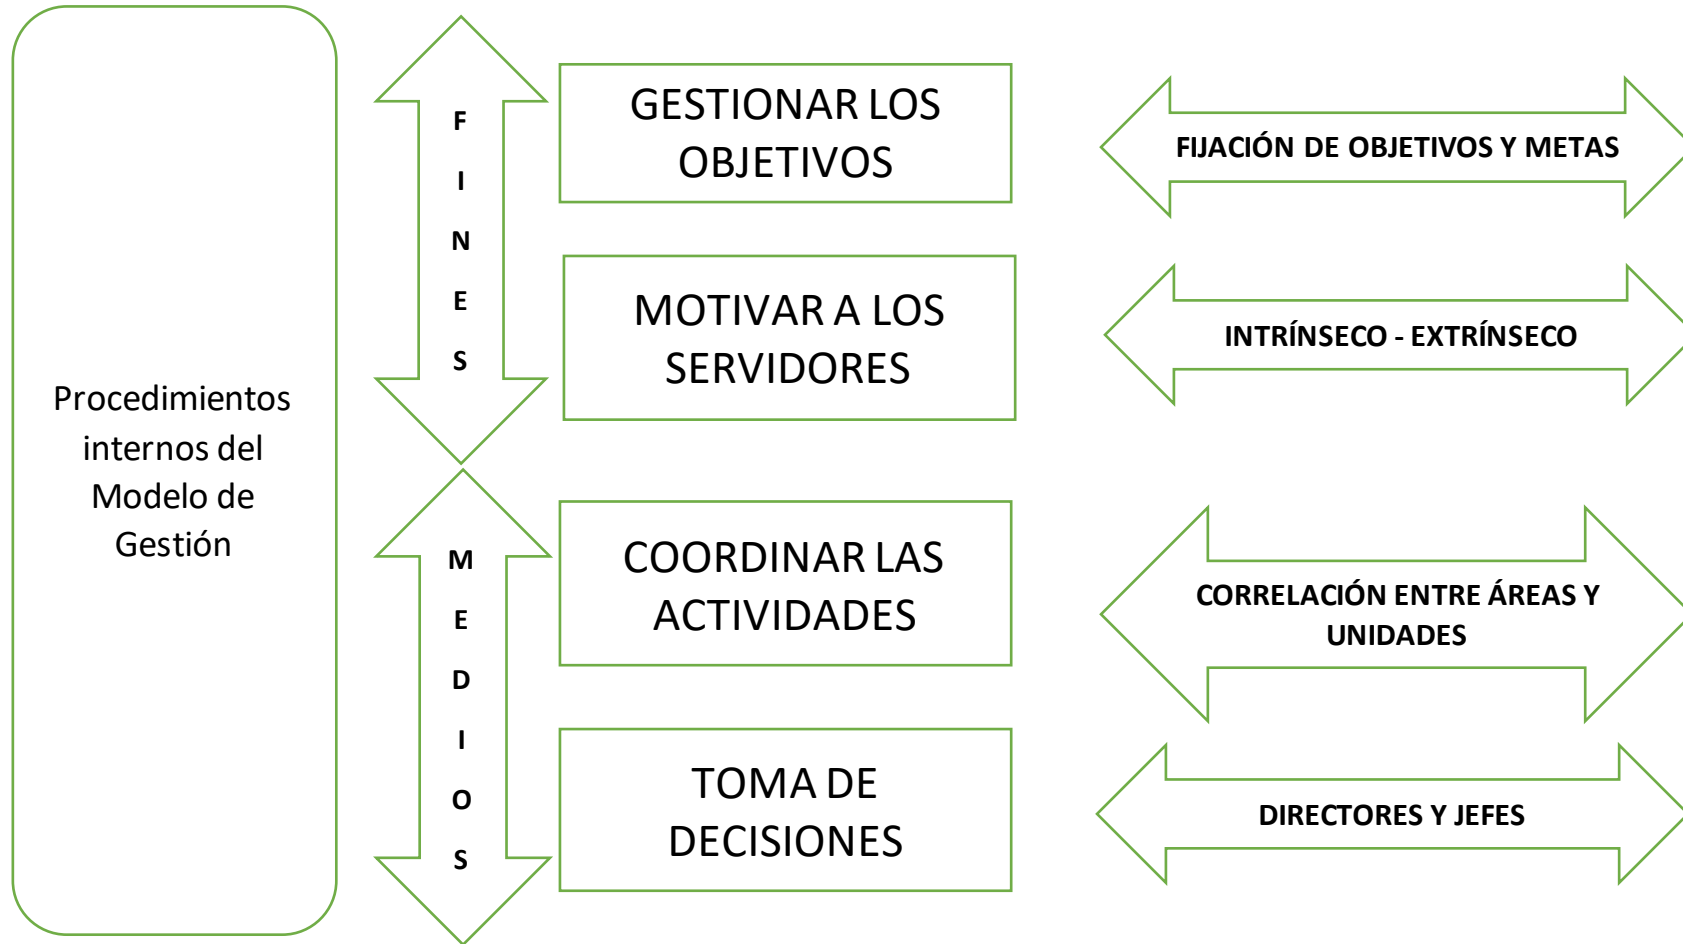 Procedimientos
internos del
Modelo de
Gestión
F
I
N
E
S
GESTIONAR LOS
OBJETIVOS
FIJACIÓN DE OBJETIVOS Y METAS
MOTIVAR A LOS
SERVIDORES
INTRÍNSECO - EXTRÍNSECO
M
E
D
I
O
S
COORDINAR LAS
ACTIVIDADES
CORRELACIÓN ENTRE ÁREAS Y
UNIDADES
TOMA DE
DECISIONES
DIRECTORES Y JEFES